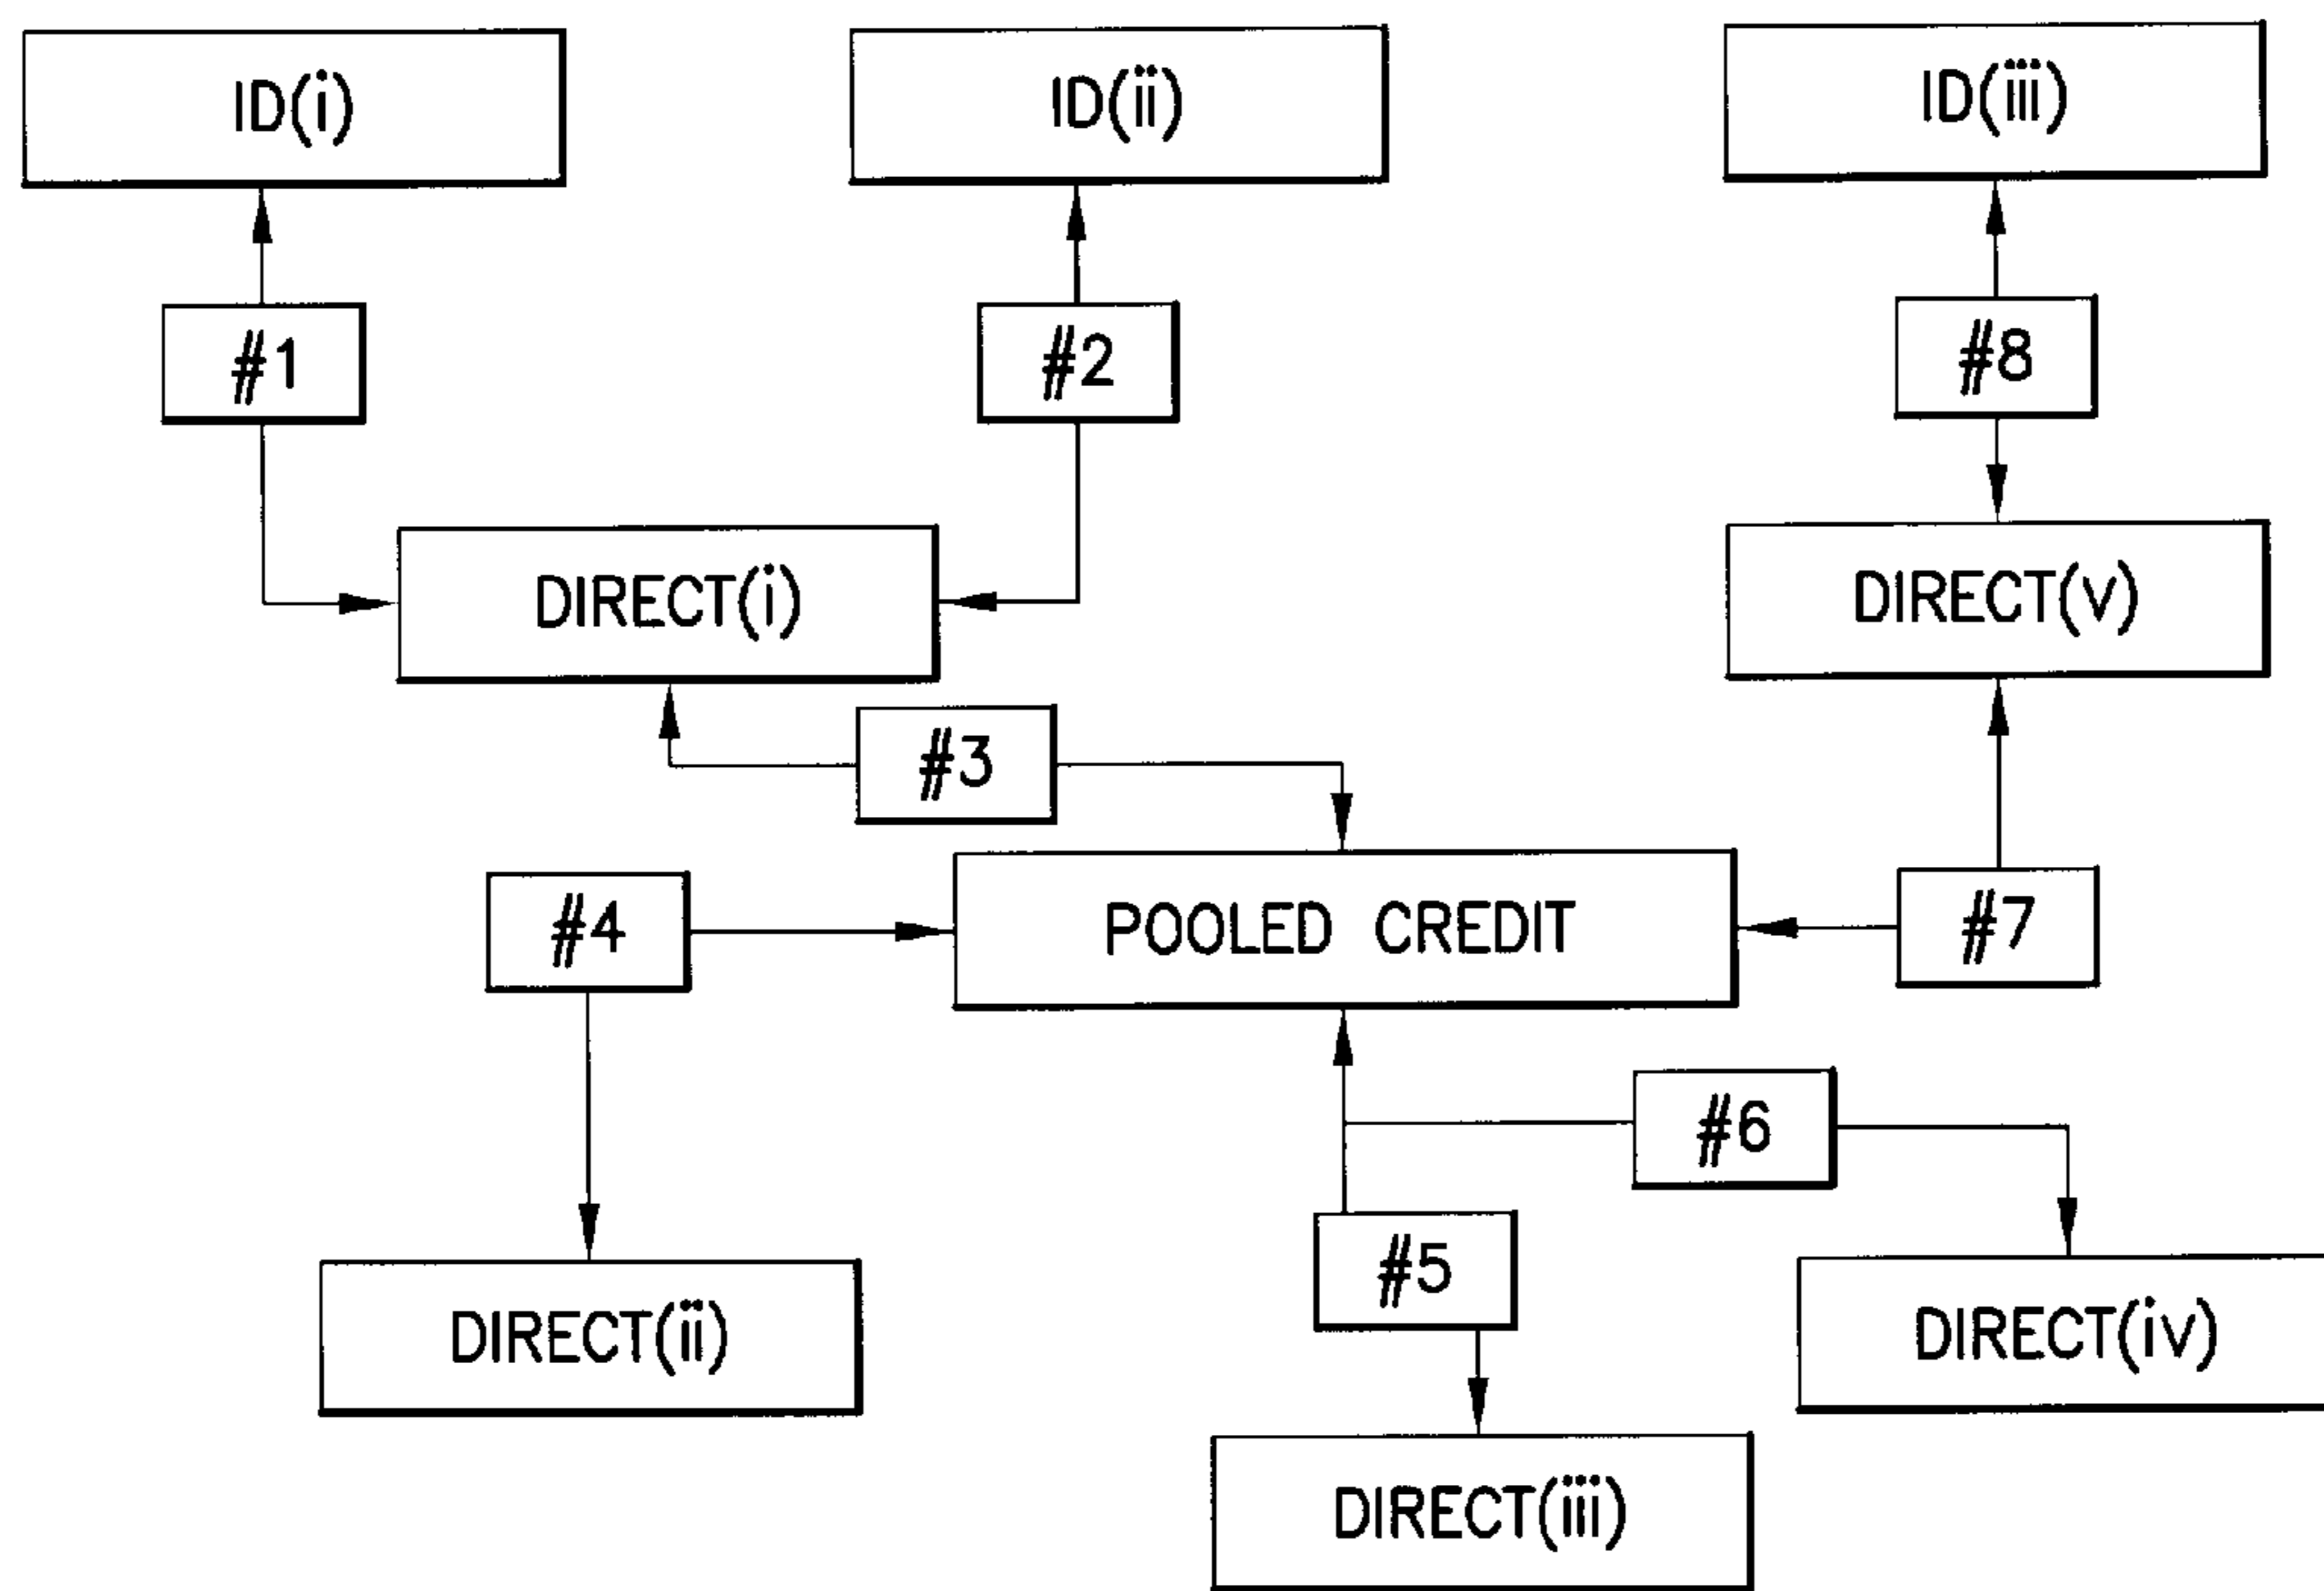 ID(i)
ID(ii)
ID(iii)
#1
#2
#8
DIRECT(i)
DIRECT(v)
#3
#4
POOLED CREDIT
#7
#6
#5
DIRECT(ii)
DIRECT(iv)
DIRECT(iii)